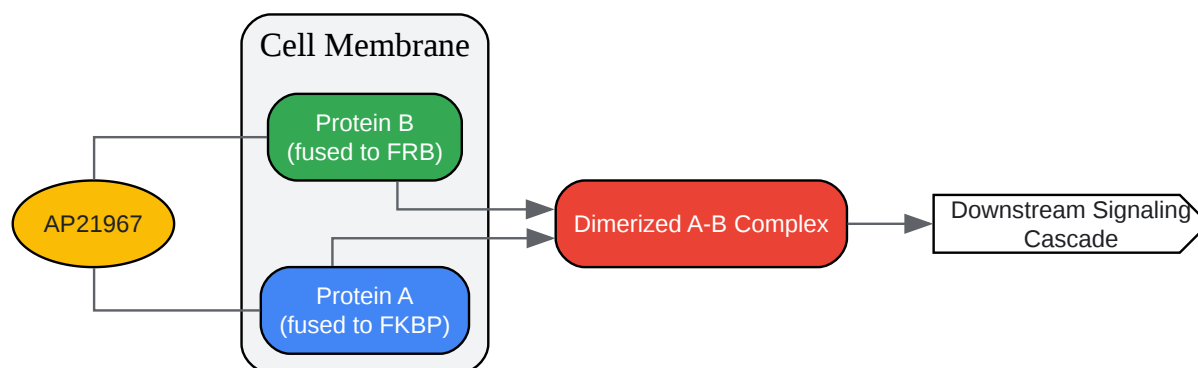 Cell Membrane
Protein B
(fused to FRB)
AP21967
Dimerized A-B Complex
Downstream Signaling
Cascade
Protein A
(fused to FKBP)